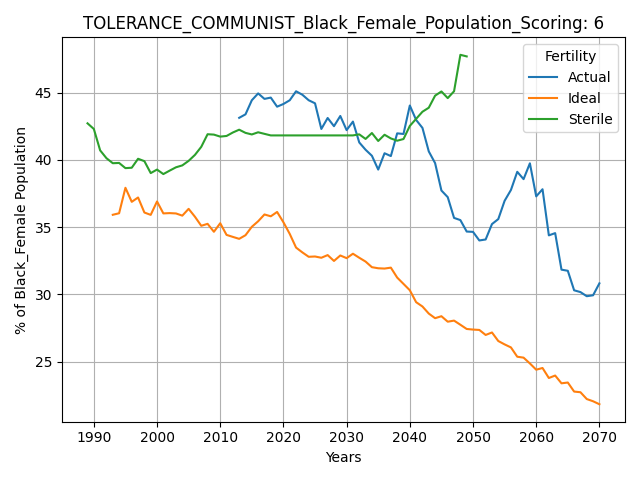 TOLERANCE_COMMUNIST_Black_Female_Population_Scoring: 6
Fertility
Actual
Ideal
Sterile
% of Black_Female Population
45
40
35
30
25
1990 2000 2010 2020 2030 2040 2050 2060 2070
Years